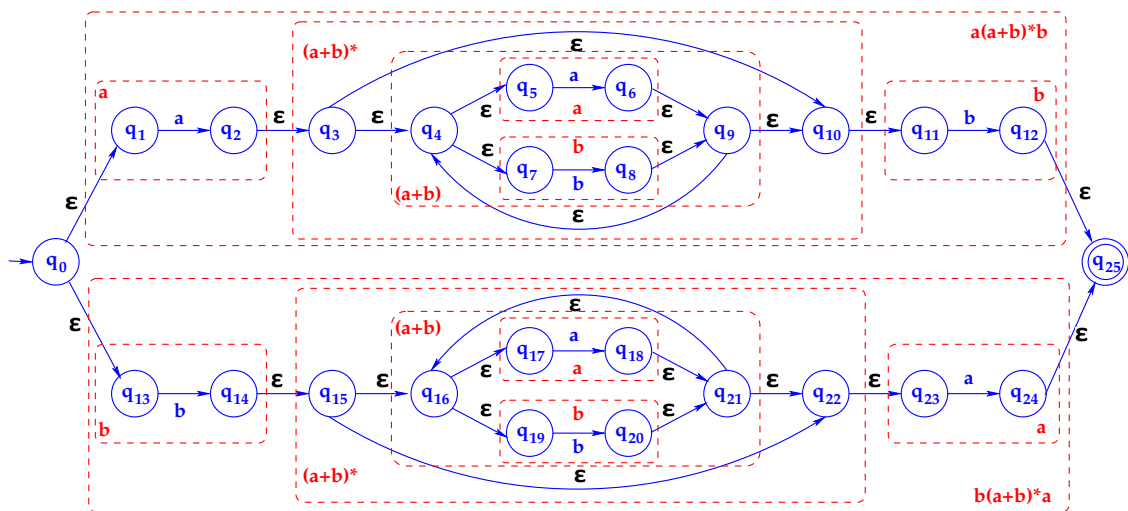 (a+b)* ε a(a+b)*b
a q5 a q6 b
ε a ε
q1 a q2 ε q3 ε q4 q9 ε q10 ε q11 b q12
ε b ε
q7 b q8
ε (a+b) ε ε
q0 q25
ε ε
ε
(a+b) q17 a q18
ε a ε
q13 b q14 ε q15 ε q16 q21 ε q22 ε q23 a q24
ε b ε
b q19 b q20 a
(a+b)* ε b(a+b)*a